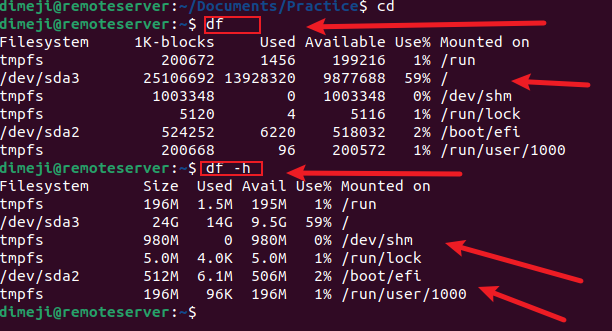 dimeji@remoteserver:~/Documents/Practice$ cd
dimeji@remoteserver:~$ df
Filesystem     1K-blocks     Used Available Use% Mounted on
tmpfs             200672     1456    199216   1% /run
/dev/sda3       25106692 13928320   9877688  59% /
tmpfs            1003348        0   1003348   0% /dev/shm
tmpfs               5120        4      5116   1% /run/lock
/dev/sda2         524252     6220    518032   2% /boot/efi
tmpfs             200668       96    200572   1% /run/user/1000
dimeji@remoteserver:~$ df -h
Filesystem      Size  Used Avail Use% Mounted on
tmpfs           196M  1.5M  195M   1% /run
/dev/sda3        24G   14G  9.5G  59% /
tmpfs           980M     0  980M   0% /dev/shm
tmpfs           5.0M  4.0K  5.0M   1% /run/lock
/dev/sda2       512M  6.1M  506M   2% /boot/efi
tmpfs           196M   96K  196M   1% /run/user/1000
dimeji@remoteserver:~$